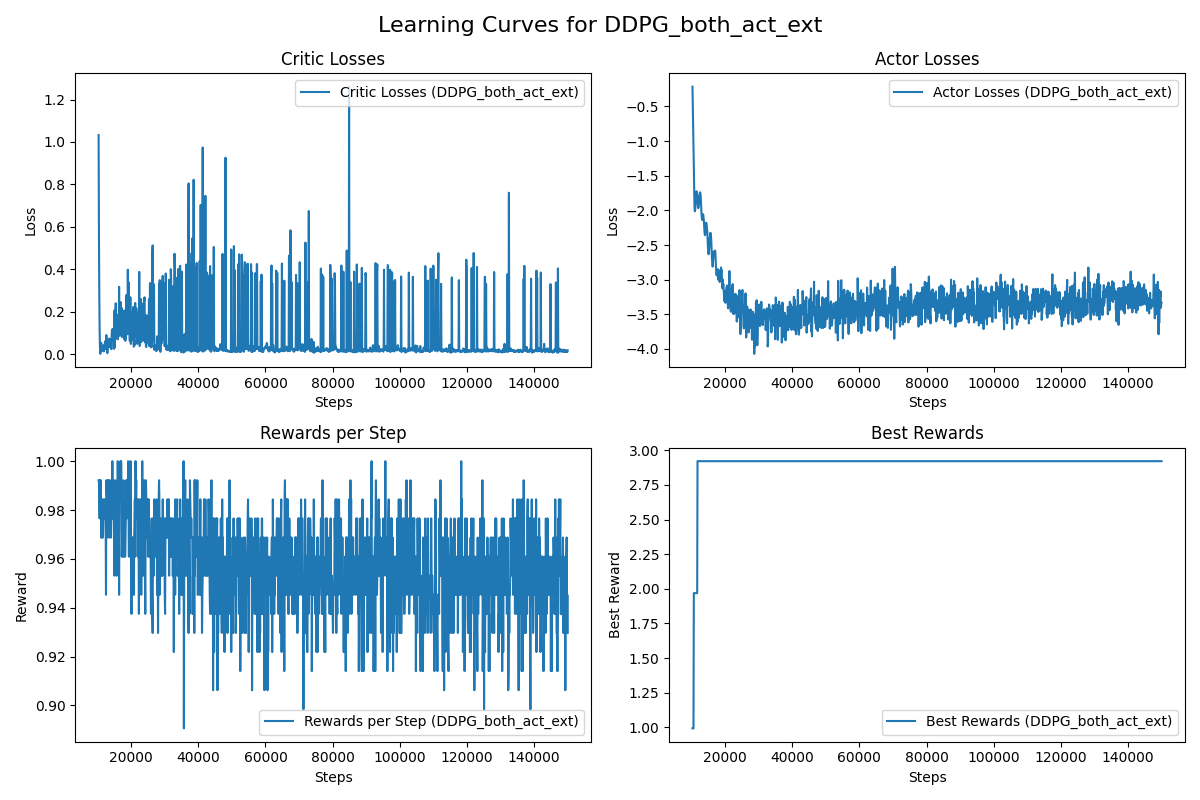 Learning Curves for DDPG_both_act_ext
Critic Losses
Critic Losses (DDPG_both_act_ext)
Loss
1.2
1.0
0.8
0.6
0.4
0.2
0.0
20000 40000 60000 80000 100000 120000 140000
Steps
Actor Losses
Actor Losses (DDPG_both_act_ext)
Loss
−0.5
−1.0
−1.5
−2.0
−2.5
−3.0
−3.5
−4.0
20000 40000 60000 80000 100000 120000 140000
Steps
Rewards per Step
Reward
1.00
0.98
0.96
0.94
0.92
0.90
Rewards per Step (DDPG_both_act_ext)
20000 40000 60000 80000 100000 120000 140000
Steps
Best Rewards
Best Reward
3.00
2.75
2.50
2.25
2.00
1.75
1.50
1.25
1.00
Best Rewards (DDPG_both_act_ext)
20000 40000 60000 80000 100000 120000 140000
Steps